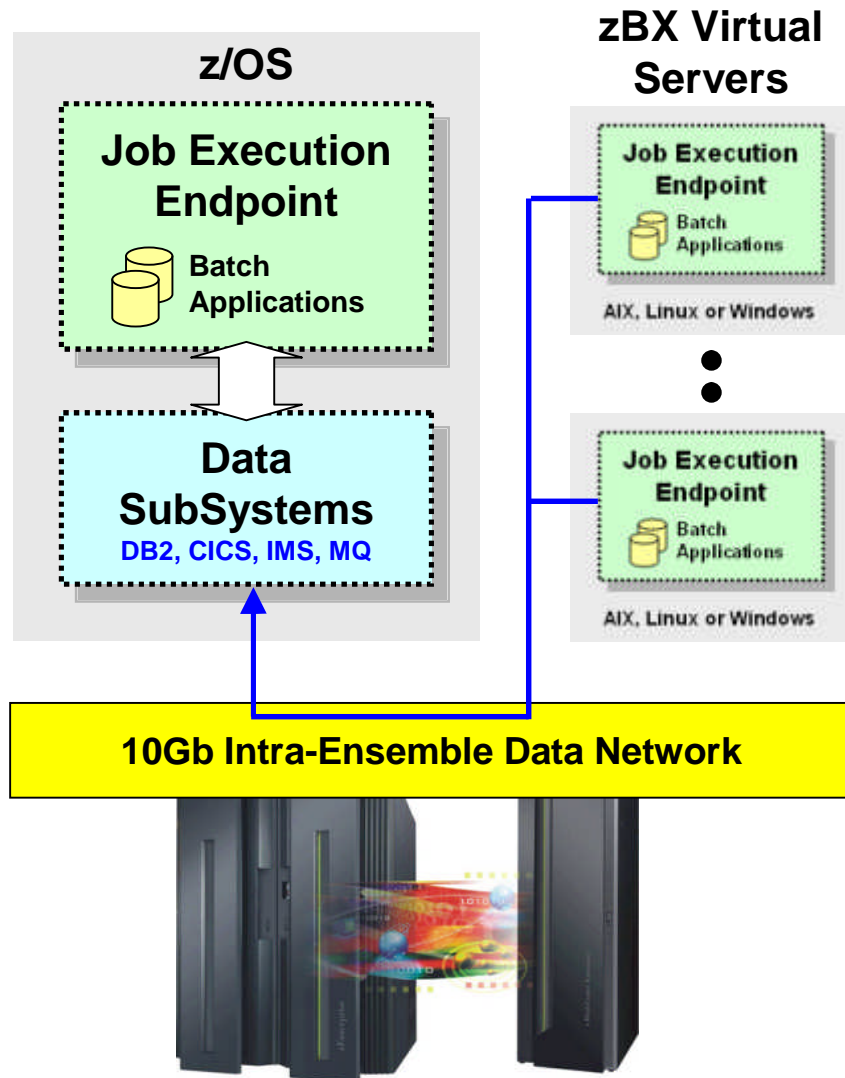 z/OS
Job Execution
Endpoint
Batch
Applications
Data
SubSystems
DB2, CICS, IMS, MQ
zBX Virtual
Servers
Job Execution
Endpoint
Batch
Applications
AIX, Linux or Windows
Job Execution
Endpoint
Batch
Applications
AIX, Linux or Windows
10Gb Intra-Ensemble Data Network